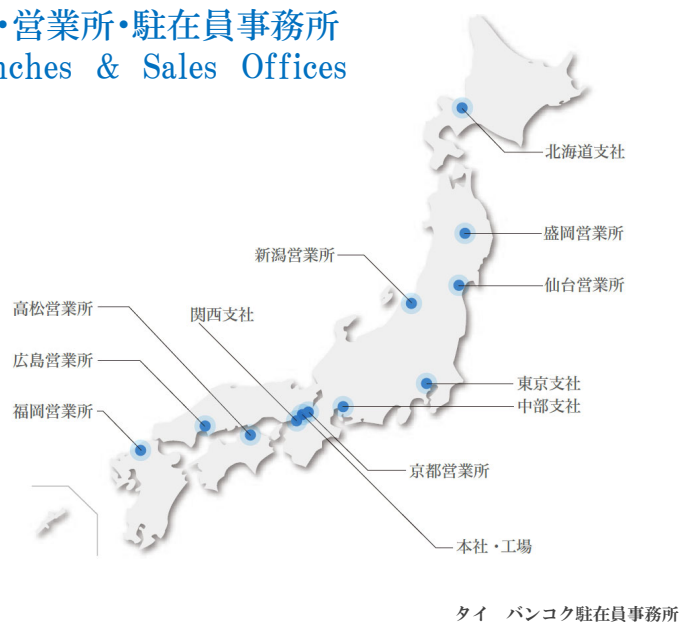 ・営業所・駐在員事務所
nches & Sales Offices
北海道支社
盛岡営業所
新潟営業所
仙台営業所
高松営業所
関西支社
広島営業所
東京支社
福岡営業所
中部支社
京都営業所
本社・工場
タイ　バンコク駐在員事務所